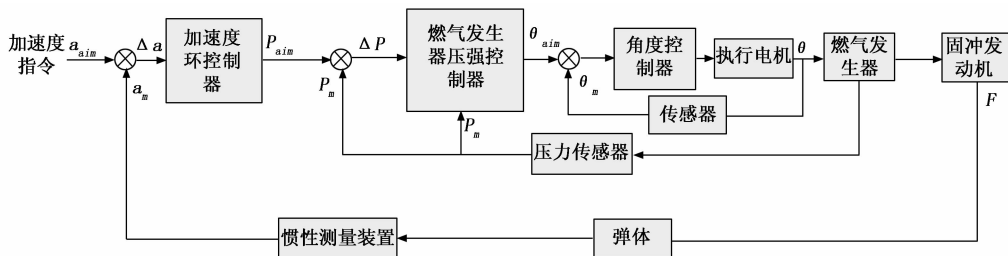 加速度
指令
a_aim
Δa
a_m
加速度
环控制
器
P_aim
ΔP
P_m
燃气发生
器压强控
制器
P_m
θ_aim
θ_m
角度控
制器
执行电机
θ
传感器
燃气发
生器
固冲发
动机
F
压力传感器
惯性测量装置
弹体